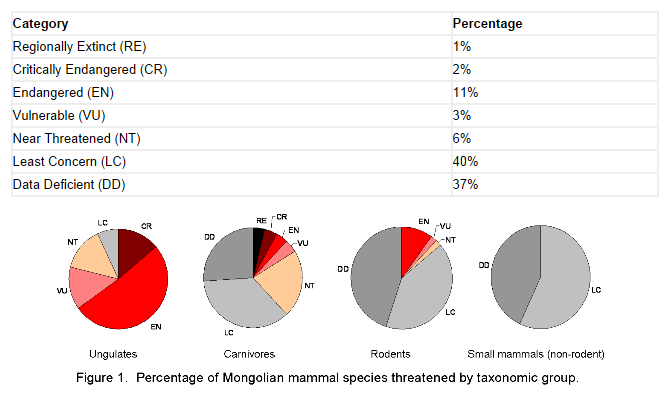 Category Percentage
Regionally Extinct (RE) 1%
Critically Endangered (CR) 2%
Endangered (EN) 11%
Vulnerable (VU) 3%
Near Threatened (NT) 6%
Least Concern (LC) 40%
Data Deficient (DD) 37%
LC CR
NT
VU
EN
Ungulates
RE CR
EN
VU
DD
NT
LC
Carnivores
EN
VU
NT
DD
LC
Rodents
DD
LC
Small mammals (non-rodent)
Figure 1. Percentage of Mongolian mammal species threatened by taxonomic group.